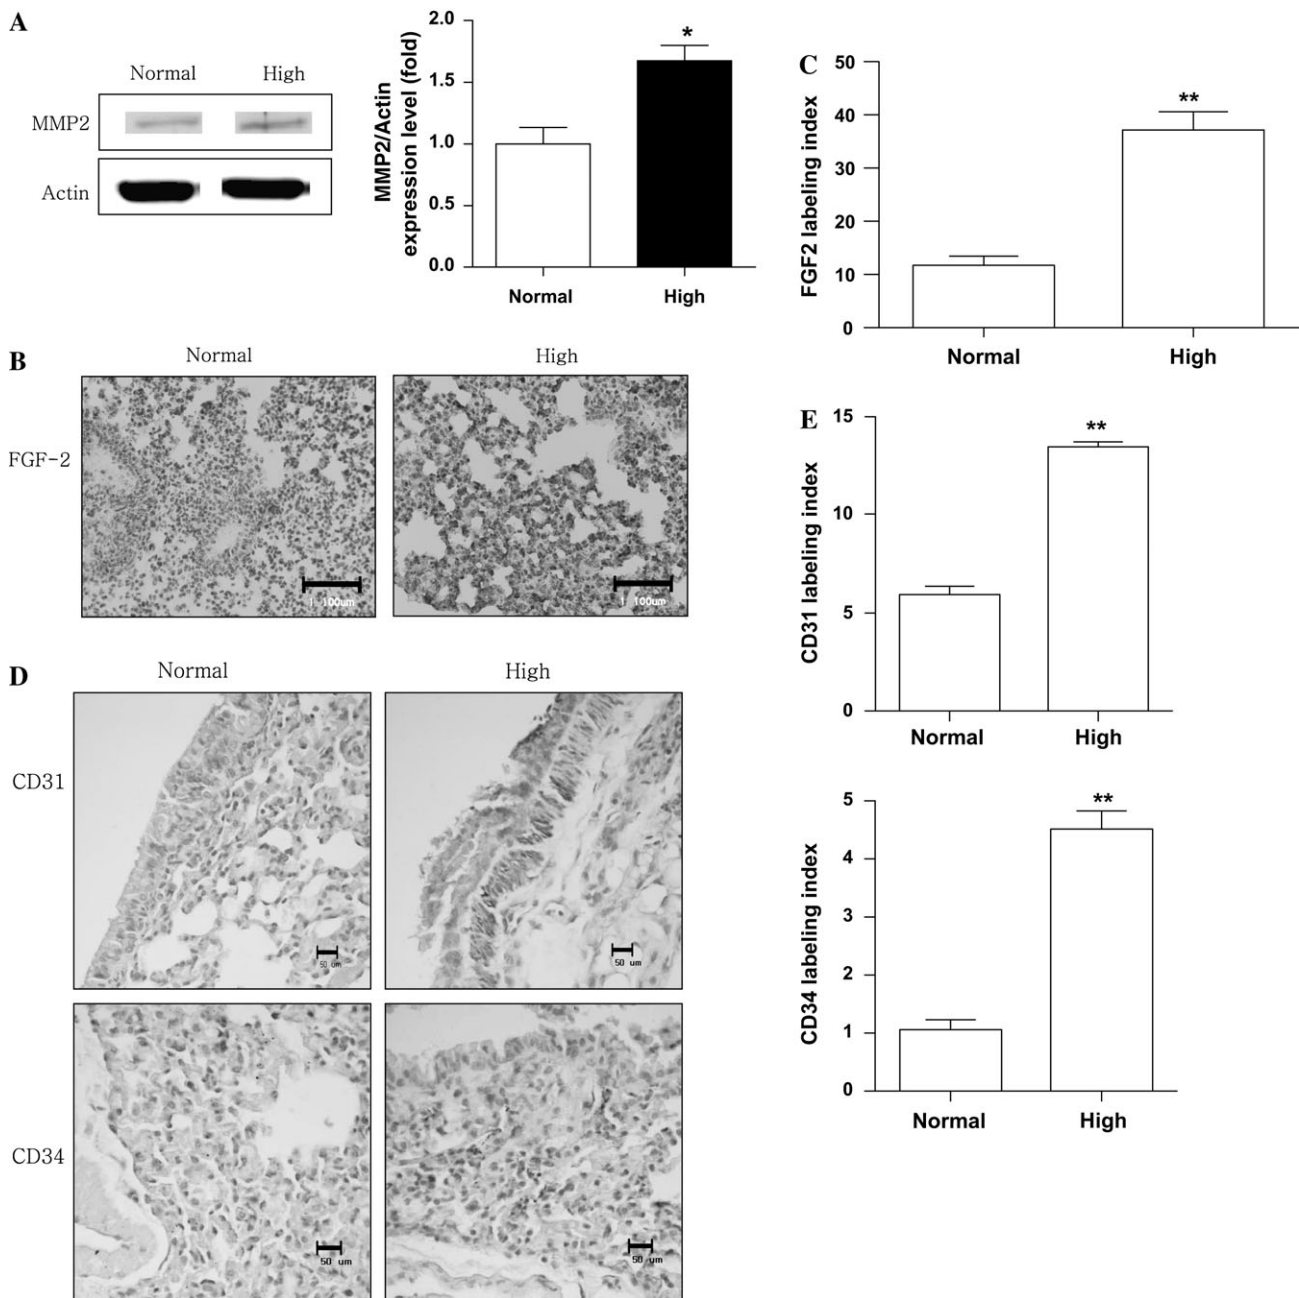 A
Normal High
MMP2
Actin
MMP2/Actin
expression level (fold)
2.0
1.5
1.0
0.5
0.0
*
Normal High
C
FGF2 labeling index
50
40
30
20
10
0
**
Normal High
B
Normal High
FGF-2
100um
100um
D
Normal High
CD31
50 um
50 um
CD34
50 um
50 um
E
CD31 labeling index
15
10
5
0
**
Normal High
CD34 labeling index
5
4
3
2
1
0
**
Normal High